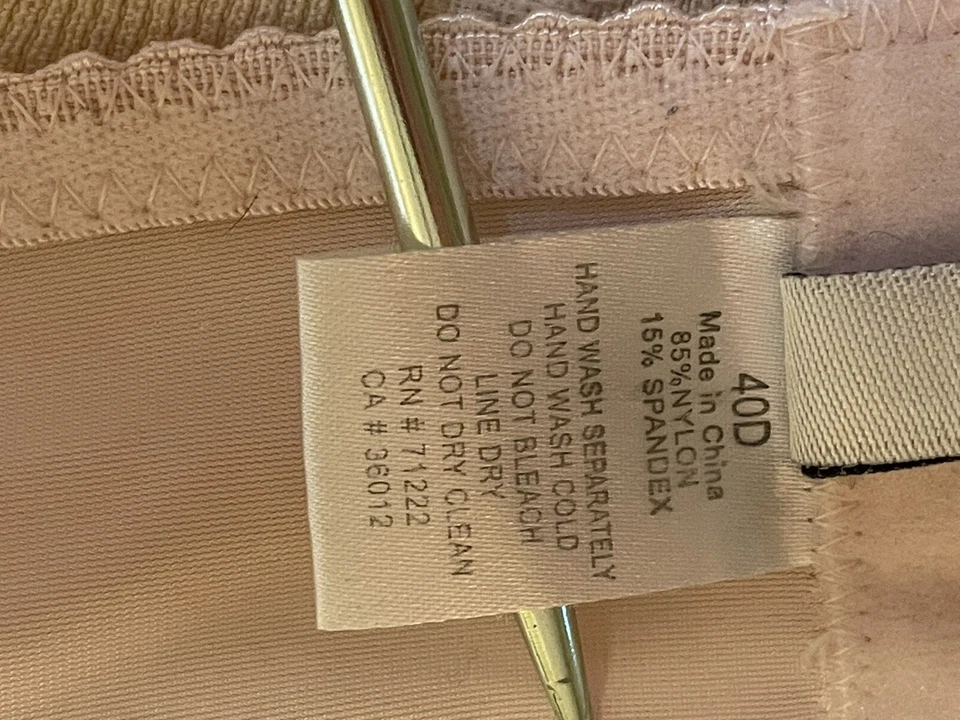 40D
Made in China
85%NYLON
15% SPANDEX
HAND WASH SEPARATELY
HAND WASH COLD
DO NOT BLEACH
LINE DRY
DO NOT DRY CLEAN
RN # 71222
CA # 36012